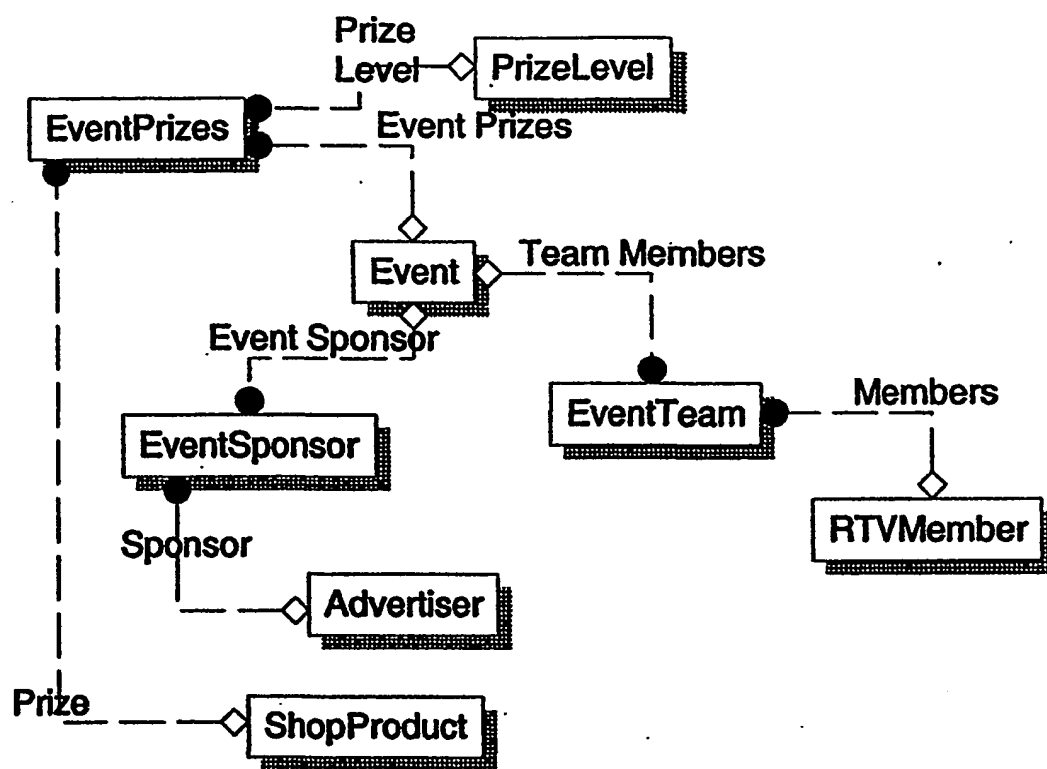 Prize
Level
PrizeLevel
EventPrizes
Event Prizes
Event
Team Members
Event Sponsor
EventTeam
Members
EventSponsor
RTVMember
Sponsor
Advertiser
Prize
ShopProduct